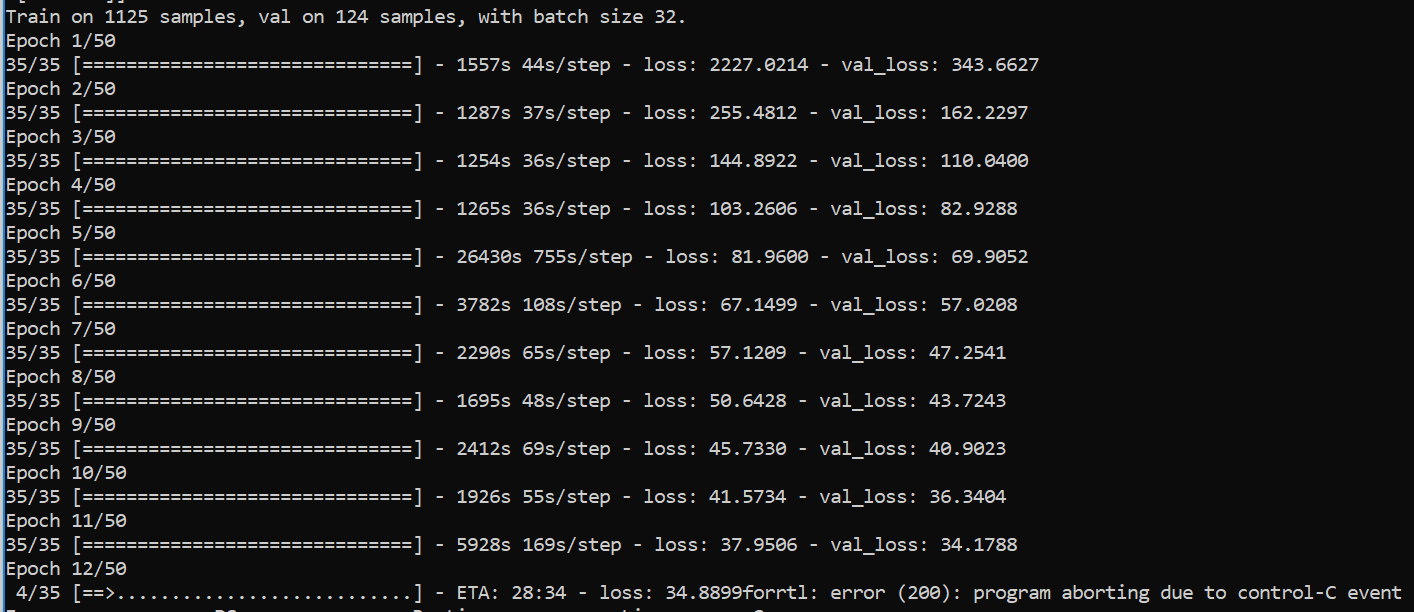 Train on 1125 samples, val on 124 samples, with batch size 32.
Epoch 1/50
35/35 [==============================] - 1557s 44s/step - loss: 2227.0214 - val_loss: 343.6627
Epoch 2/50
35/35 [==============================] - 1287s 37s/step - loss: 255.4812 - val_loss: 162.2297
Epoch 3/50
35/35 [==============================] - 1254s 36s/step - loss: 144.8922 - val_loss: 110.0400
Epoch 4/50
35/35 [==============================] - 1265s 36s/step - loss: 103.2606 - val_loss: 82.9288
Epoch 5/50
35/35 [==============================] - 26430s 755s/step - loss: 81.9600 - val_loss: 69.9052
Epoch 6/50
35/35 [==============================] - 3782s 108s/step - loss: 67.1499 - val_loss: 57.0208
Epoch 7/50
35/35 [==============================] - 2290s 65s/step - loss: 57.1209 - val_loss: 47.2541
Epoch 8/50
35/35 [==============================] - 1695s 48s/step - loss: 50.6428 - val_loss: 43.7243
Epoch 9/50
35/35 [==============================] - 2412s 69s/step - loss: 45.7330 - val_loss: 40.9023
Epoch 10/50
35/35 [==============================] - 1926s 55s/step - loss: 41.5734 - val_loss: 36.3404
Epoch 11/50
35/35 [==============================] - 5928s 169s/step - loss: 37.9506 - val_loss: 34.1788
Epoch 12/50
4/35 [==>...........................] - ETA: 28:34 - loss: 34.8899forrtl: error (200): program aborting due to control-C event